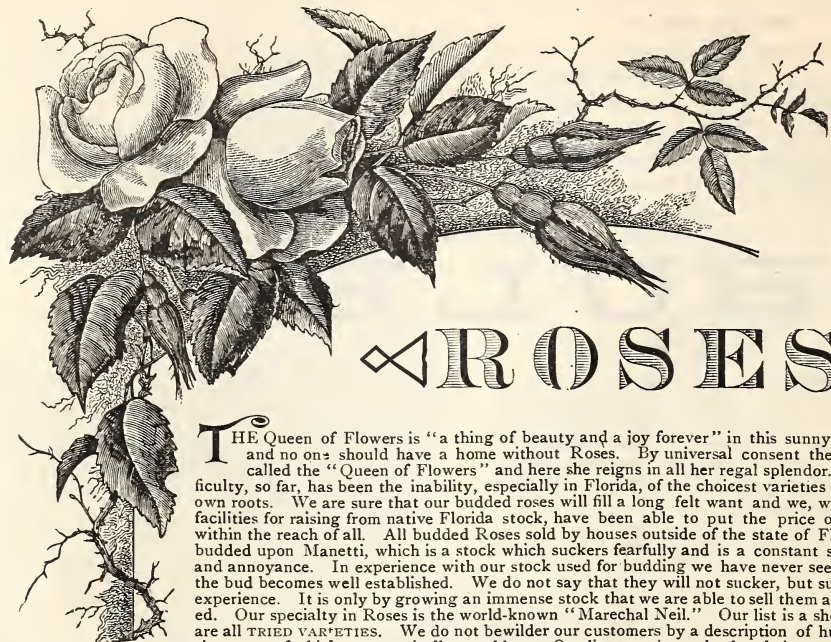 ROSES
THE Queen of Flowers is "a thing of beauty and a joy forever" in this sunny
and no one should have a home without Roses. By universal consent the
called the "Queen of Flowers" and here she reigns in all her regal splendor.
ficulty, so far, has been the inability, especially in Florida, of the choicest varieties
own roots. We are sure that our budded roses will fill a long felt want and we, w
facilities for raising from native Florida stock, have been able to put the price o
within the reach of all. All budded Roses sold by houses outside of the state of F
budded upon Manetti, which is a stock which suckers fearfully and is a constant s
and annoyance. In experience with our stock used for budding we have never see
the bud becomes well established. We do not say that they will not sucker, but su
experience. It is only by growing an immense stock that we are able to sell them a
ed. Our specialty in Roses is the world-known "Marechal Neil." Our list is a sh
are all TRIED VARIETIES. We do not bewilder our customers by a description of h